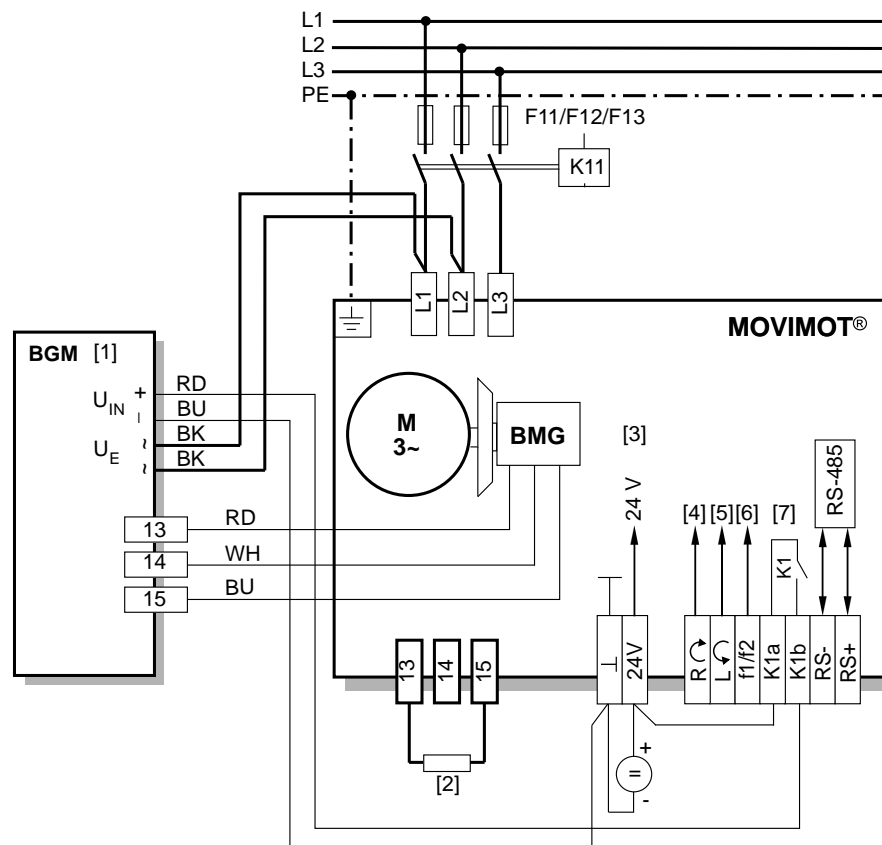 L1
L2
L3
PE
F11/F12/F13
K11
L1
L2
L3
MOVIMOT®
BGM [1]
UIN + RD
– BU
UE ~ BK
~ BK
M
3~
BMG
[3]
24 V
[4] [5] [6] [7]
RS-485
K1
13 RD
14 WH
15 BU
13
14
15
⊥
24V
R
L
f1/f2
K1a
K1b
RS-
RS+
[2]
+
=
-